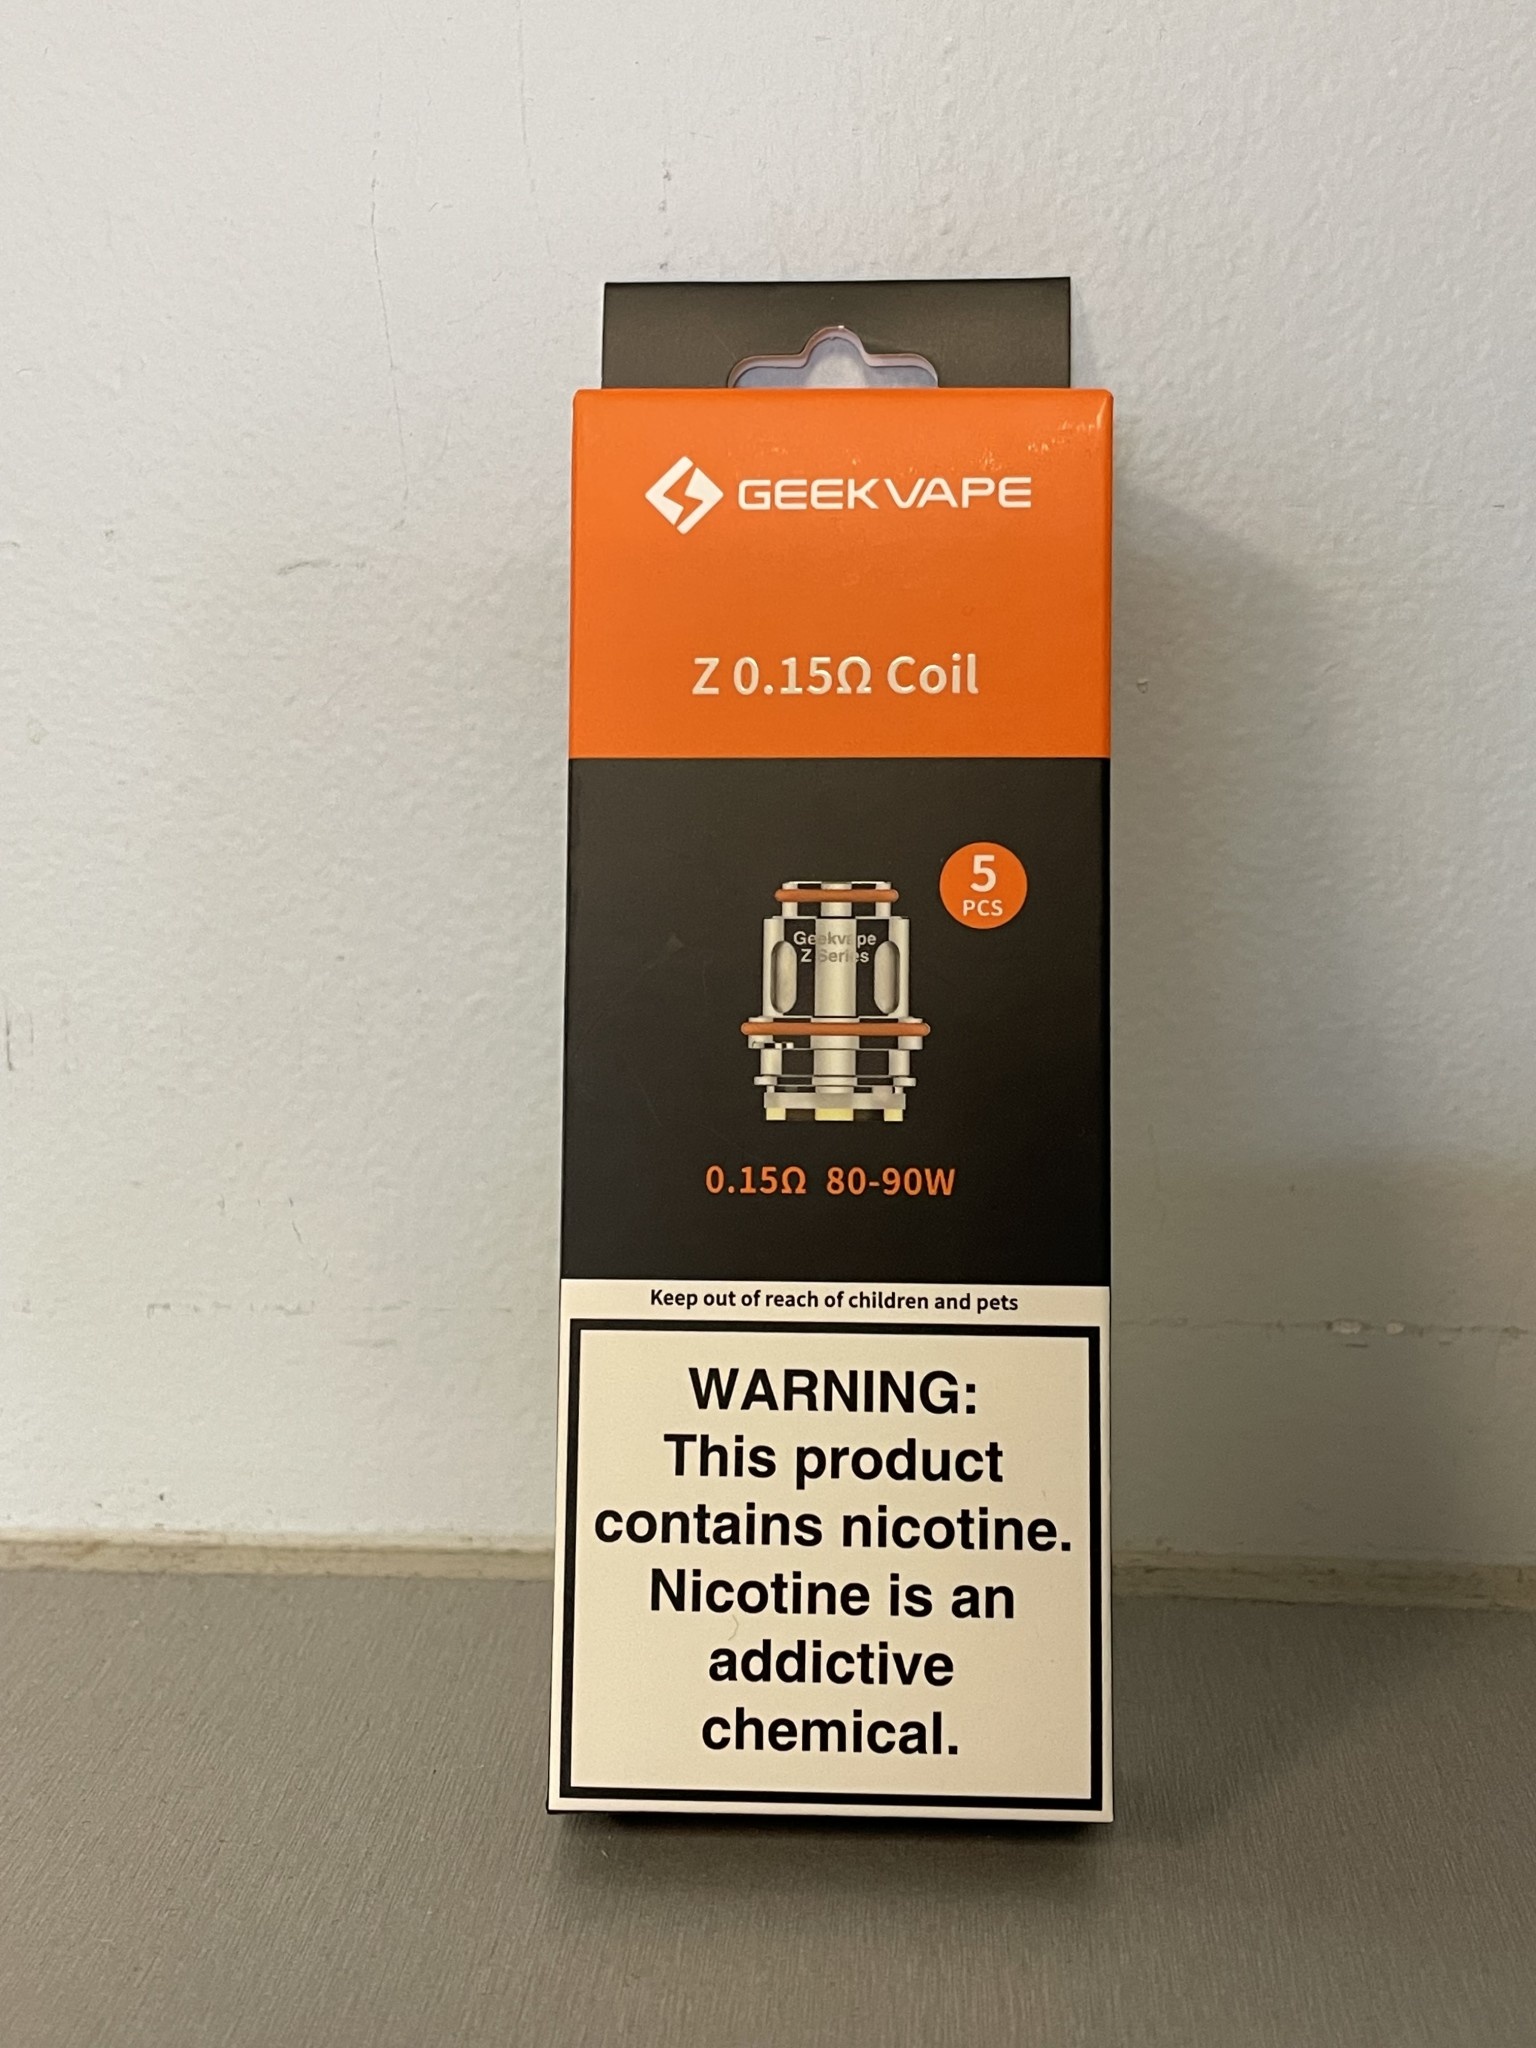 GEEKVAPE
Z 0.15Ω Coil
5
PCS
Geekvape
Z Series
0.15Ω 80-90W
Keep out of reach of children and pets
WARNING:
This product
contains nicotine.
Nicotine is an
addictive
chemical.